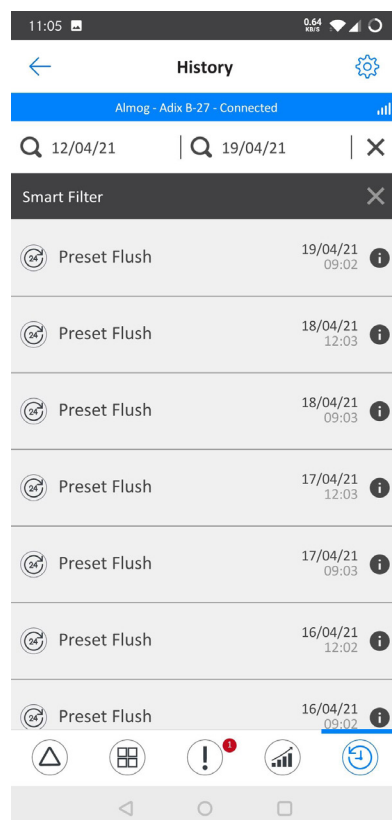 11:05
0.64
KB/S
History
Almog - Adix B-27 - Connected
12/04/21
19/04/21
Smart Filter
24 Preset Flush 19/04/21
09:02
24 Preset Flush 18/04/21
12:03
24 Preset Flush 18/04/21
09:03
24 Preset Flush 17/04/21
12:03
24 Preset Flush 17/04/21
09:03
24 Preset Flush 16/04/21
12:02
24 Preset Flush 16/04/21
09:02
1